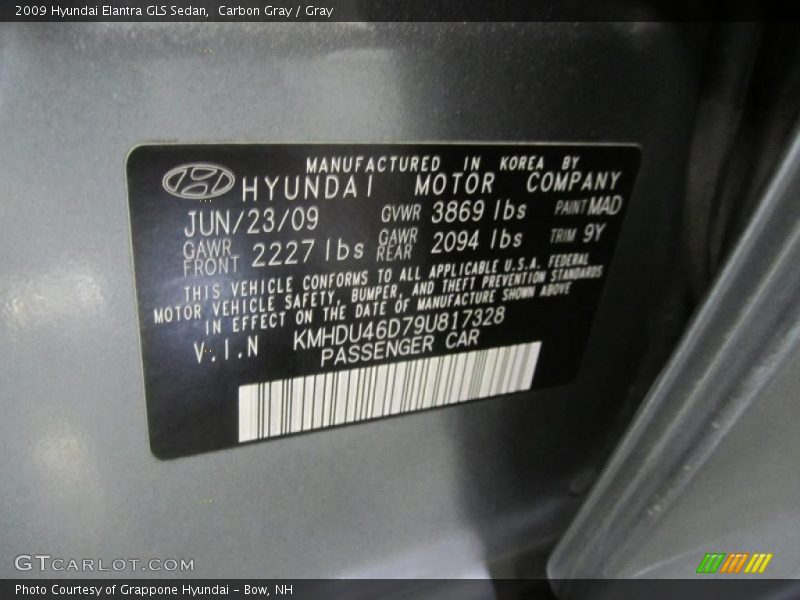 2009 Hyundai Elantra GLS Sedan,  Carbon Gray / Gray
MANUFACTURED IN KOREA BY
HYUNDAI MOTOR COMPANY
JUN/23/09 GVWR 3869 lbs PAINT MAD
GAWR FRONT 2227 lbs GAWR REAR 2094 lbs TRIM 9Y
THIS VEHICLE CONFORMS TO ALL APPLICABLE U.S.A. FEDERAL
MOTOR VEHICLE SAFETY, BUMPER, AND THEFT PREVENTION STANDARDS
IN EFFECT ON THE DATE OF MANUFACTURE SHOWN ABOVE
V.I.N KMHDU46D79U817328
PASSENGER CAR
GTCARLOT.COM
Photo Courtesy of Grappone Hyundai - Bow, NH